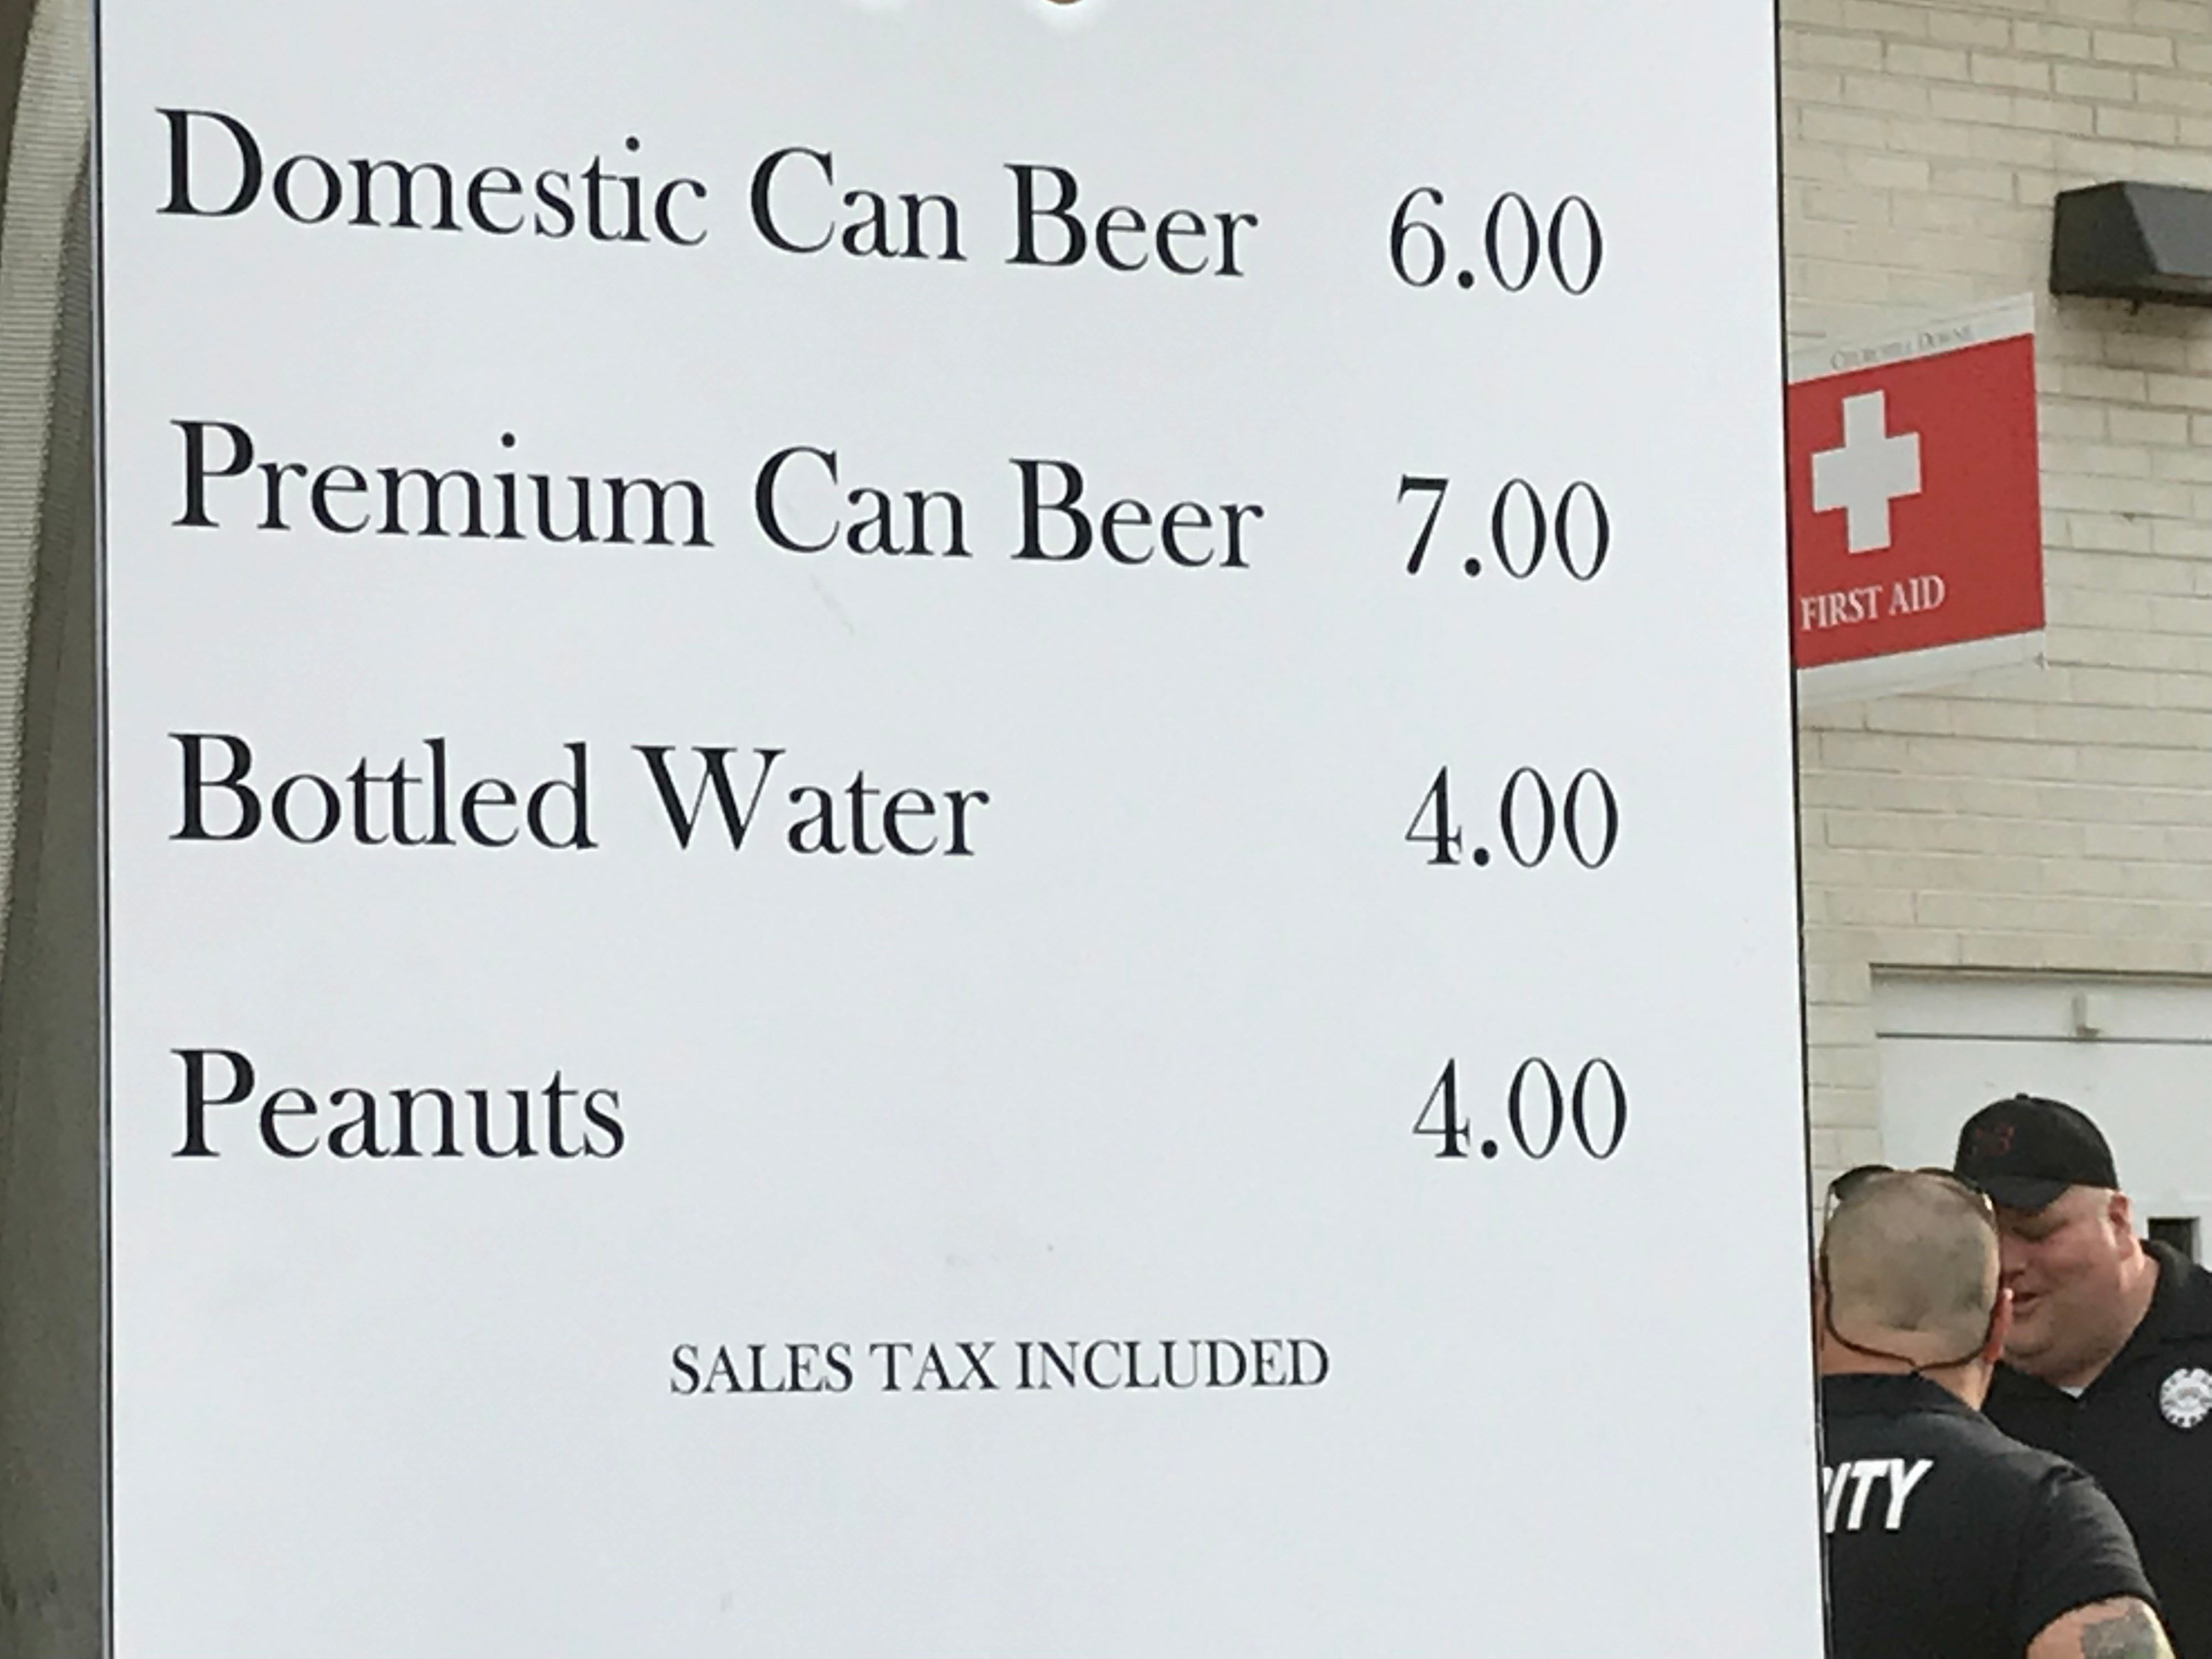 Domestic Can Beer 6.00
Premium Can Beer 7.00
Bottled Water 4.00
Peanuts 4.00
SALES TAX INCLUDED
FIRST AID
ITY